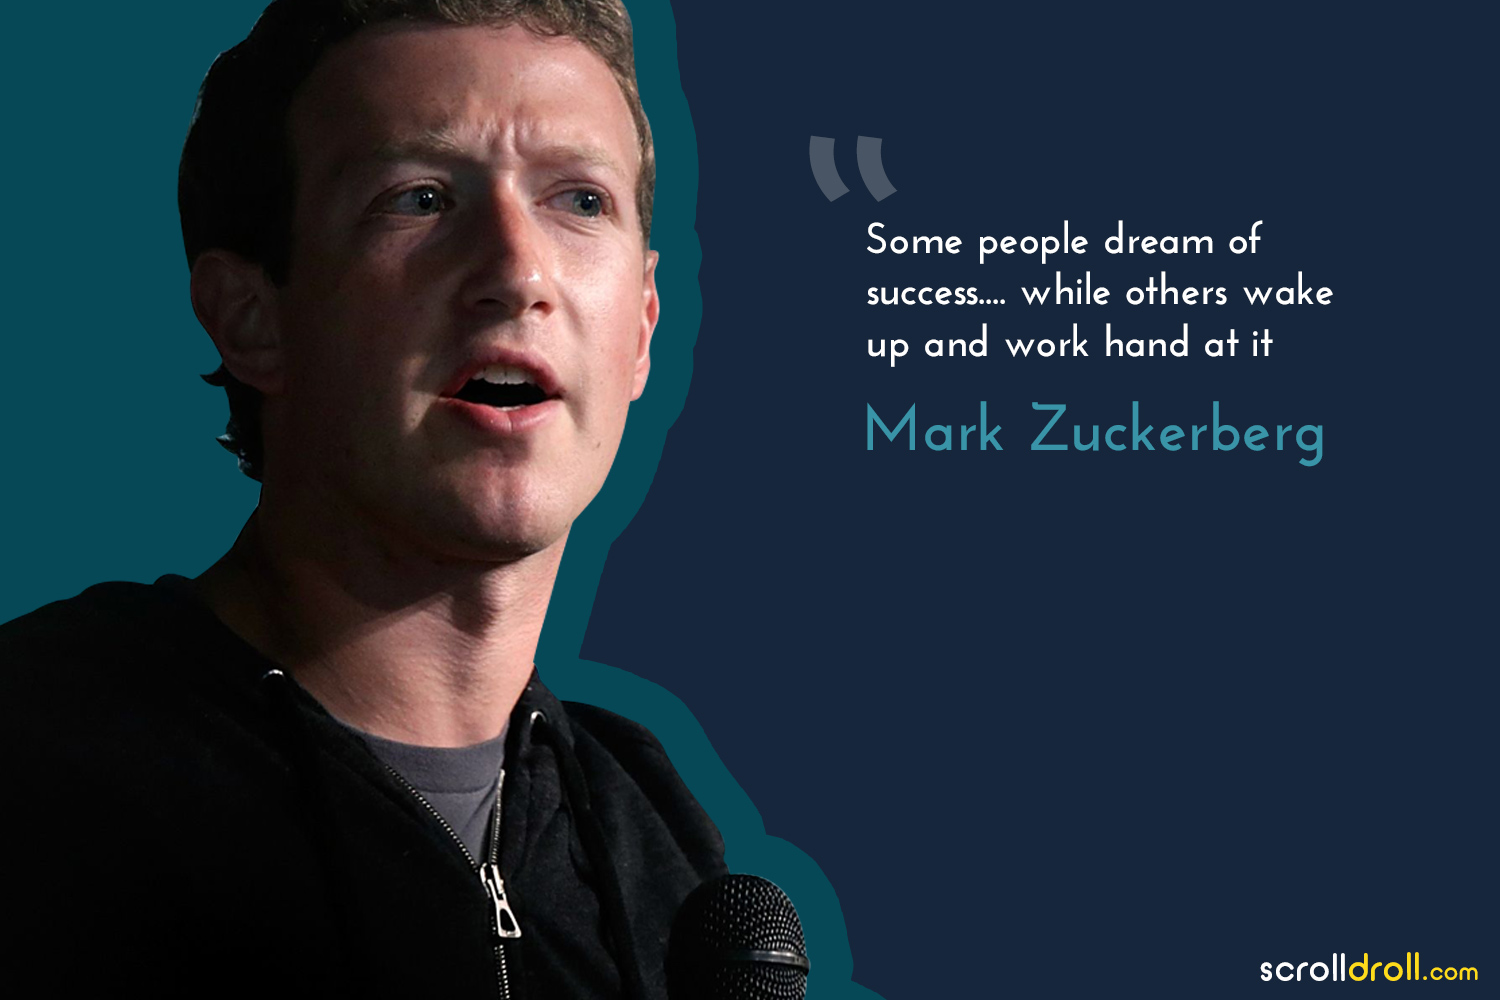 Some people dream of
success.... while others wake
up and work hand at it
Mark Zuckerberg
scrolldroll.com